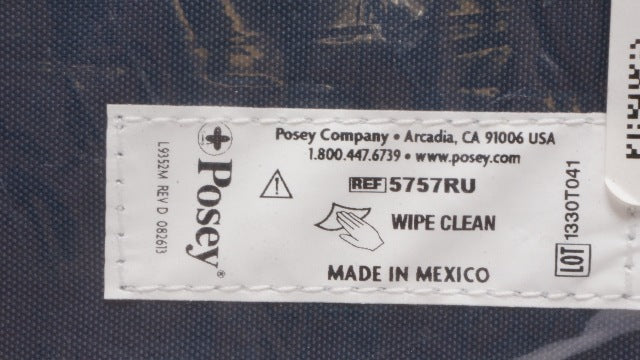 L9352M REV D 082613
Posey®
Posey Company • Arcadia, CA 91006 USA
1.800.447.6739 • www.posey.com
REF 5757RU
WIPE CLEAN
MADE IN MEXICO
LOT 1330T041